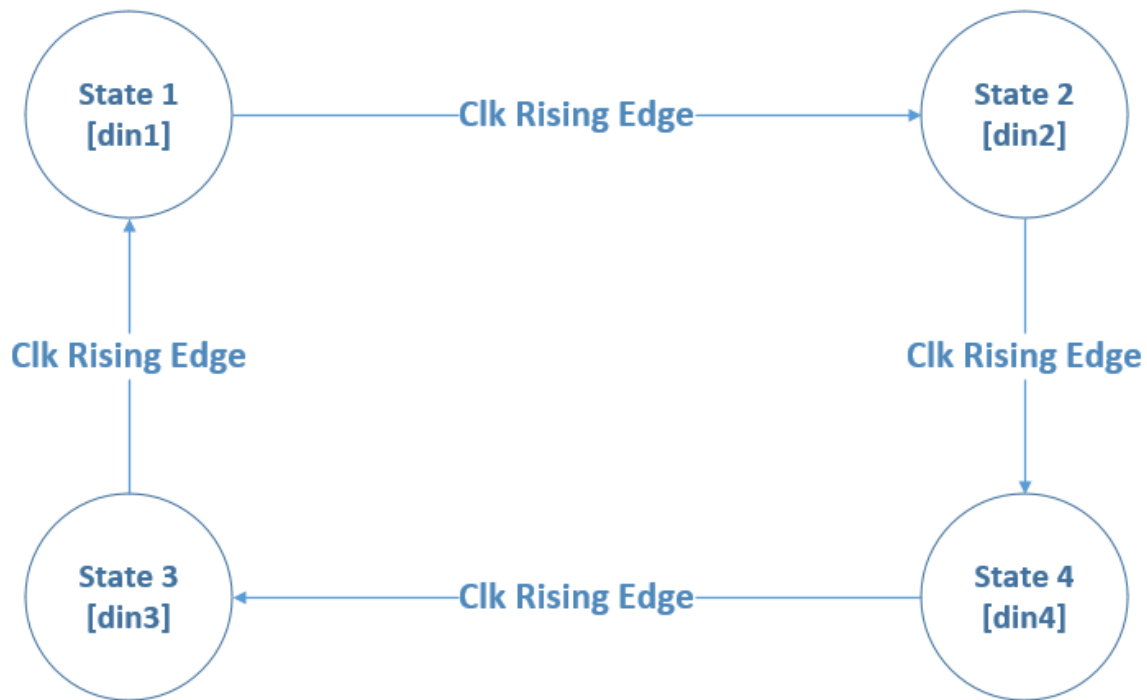 State 1
[din1]
Clk Rising Edge
State 2
[din2]
Clk Rising Edge
Clk Rising Edge
State 3
[din3]
Clk Rising Edge
State 4
[din4]